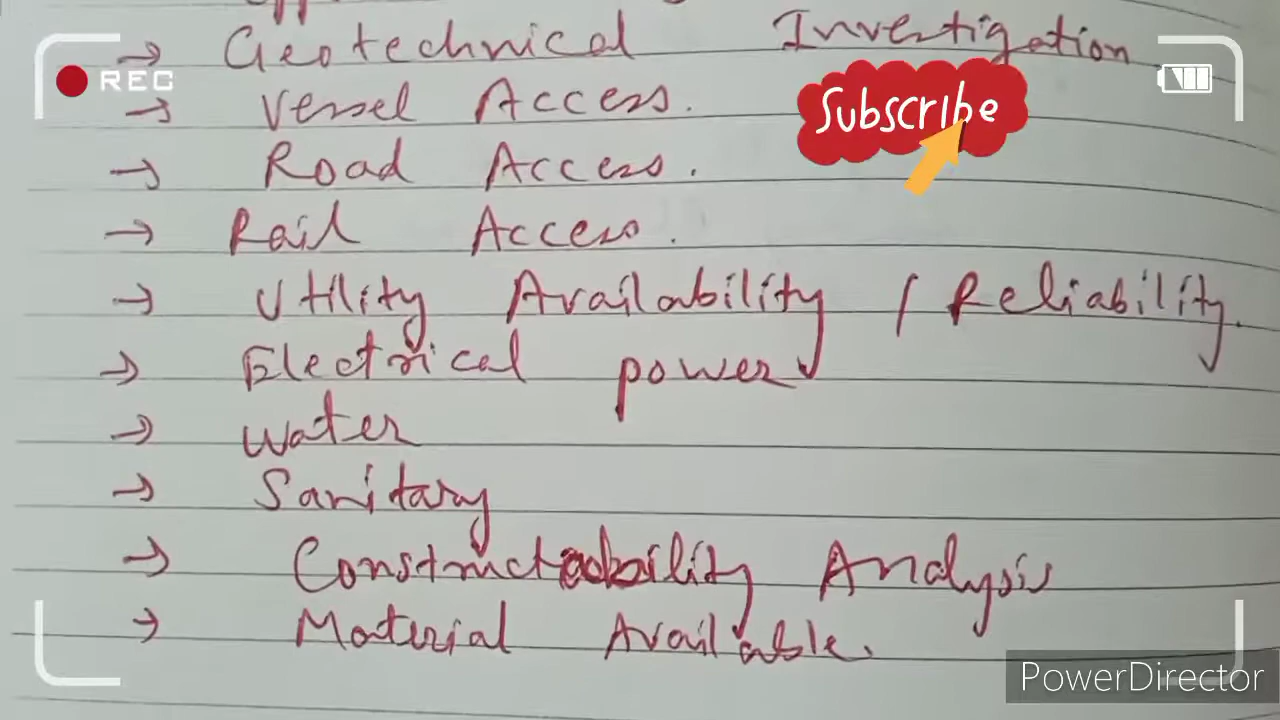 → Geotechnical Investigation
REC
Subscribe
→ Vessel Access.
→ Road Access.
→ Rail Access.
→ Utility Availability / Reliability.
→ Electrical power
→ Water
→ Sanitary
→ Constructability Analysis
→ Material Available.
PowerDirector